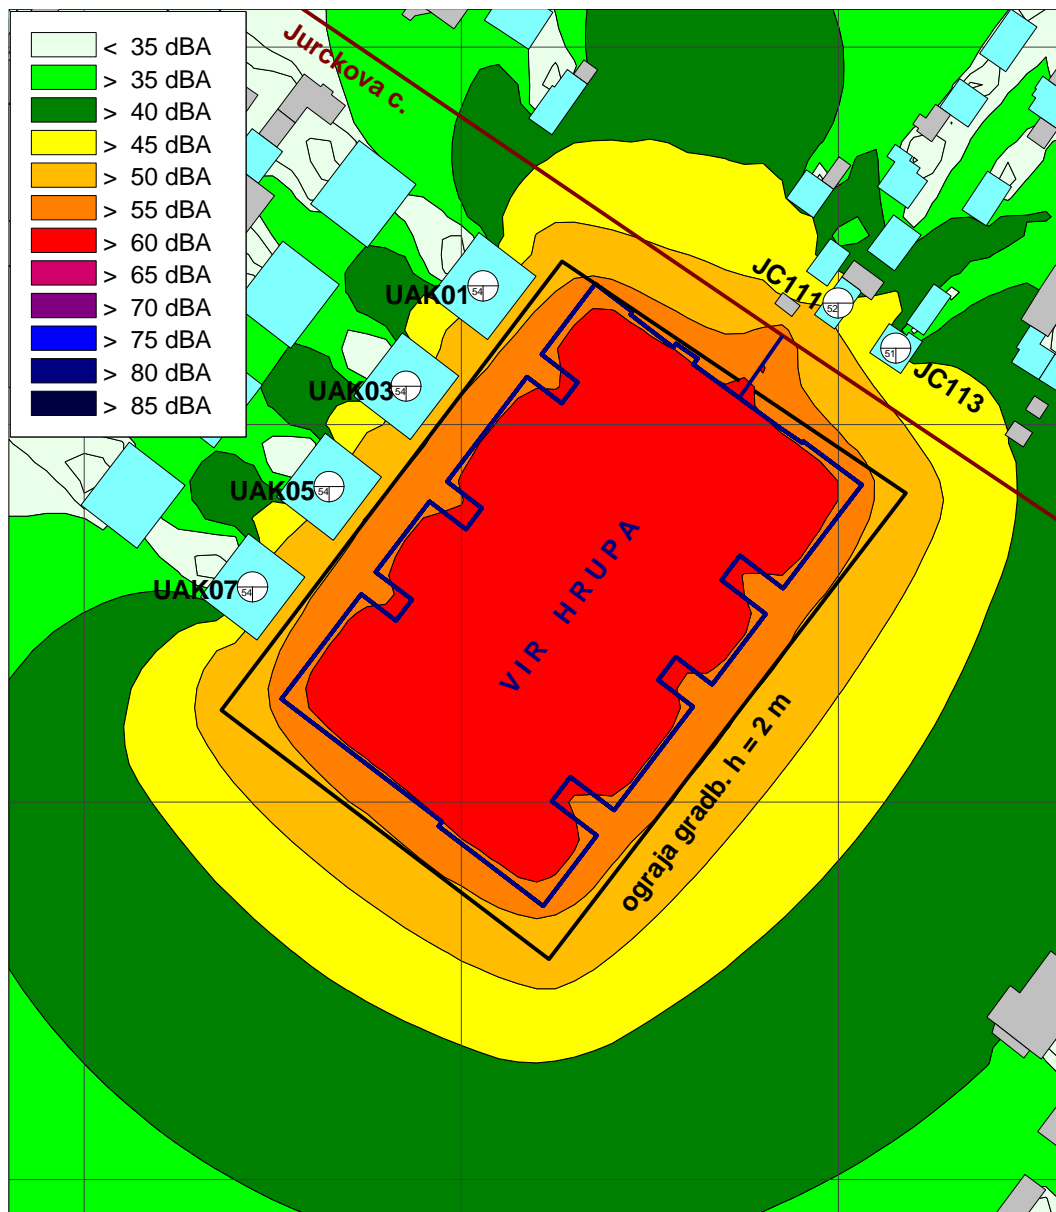 < 35 dBA
> 35 dBA
> 40 dBA
> 45 dBA
> 50 dBA
> 55 dBA
> 60 dBA
> 65 dBA
> 70 dBA
> 75 dBA
> 80 dBA
> 85 dBA
Jurckova c.
JC111
52
51
JC113
UAK01
54
UAK03
54
UAK05
54
UAK07
54
VIR HRUPA
ograja gradb. h = 2 m